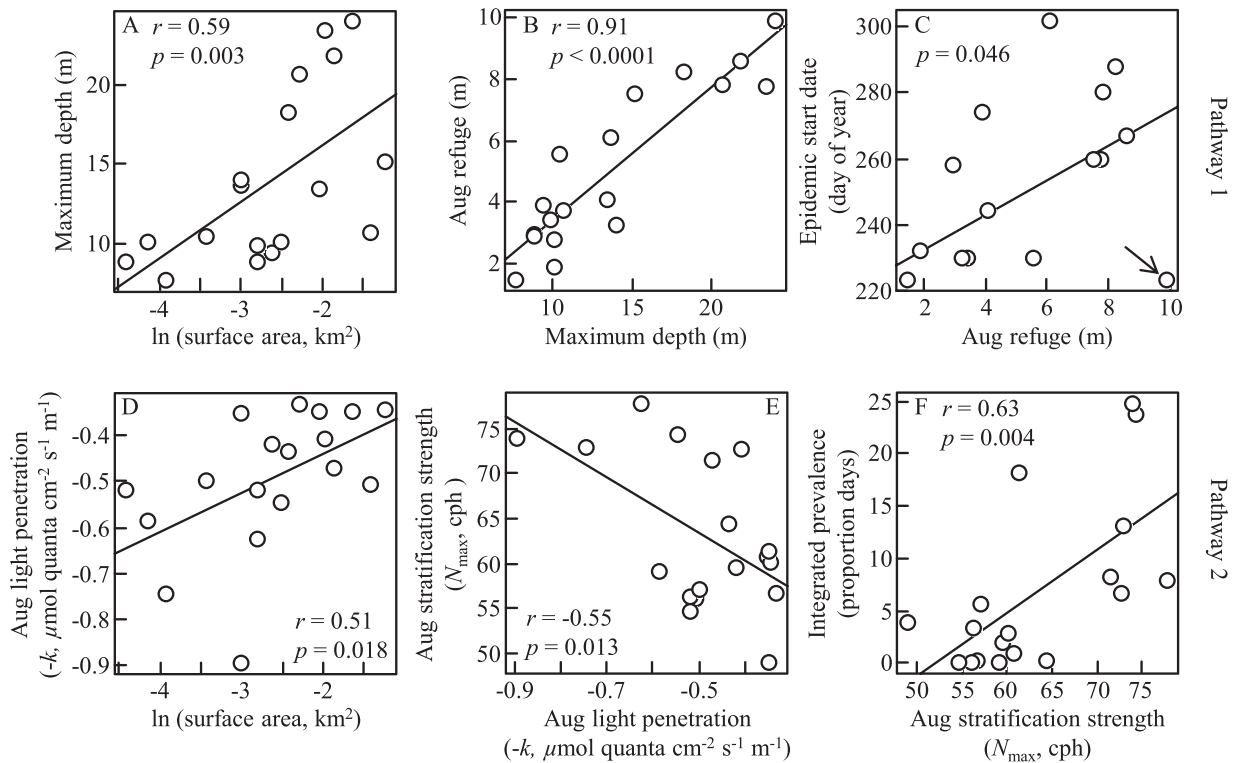 A
r = 0.59
p = 0.003
Maximum depth (m)
20
15
10
-4
-3
-2
ln (surface area, km²)
B
r = 0.91
p < 0.0001
Aug refuge (m)
10
8
6
4
2
10
15
20
Maximum depth (m)
C
p = 0.046
Epidemic start date
(day of year)
300
280
260
240
220
2
4
6
8
10
Aug refuge (m)
Pathway 1
D
r = 0.51
p = 0.018
Aug light penetration
(-k, µmol quanta cm⁻² s⁻¹ m⁻¹)
-0.4
-0.5
-0.6
-0.7
-0.8
-0.9
-4
-3
-2
ln (surface area, km²)
E
r = -0.55
p = 0.013
Aug stratification strength
(Nmax, cph )
75
70
65
60
55
50
-0.9
-0.7
-0.5
Aug light penetration
(-k, µmol quanta cm⁻² s⁻¹ m⁻¹)
F
r = 0.63
p = 0.004
Integrated prevalence
(proportion days)
25
20
15
10
5
0
50
55
60
65
70
75
Aug stratification strength
(Nmax, cph)
Pathway 2